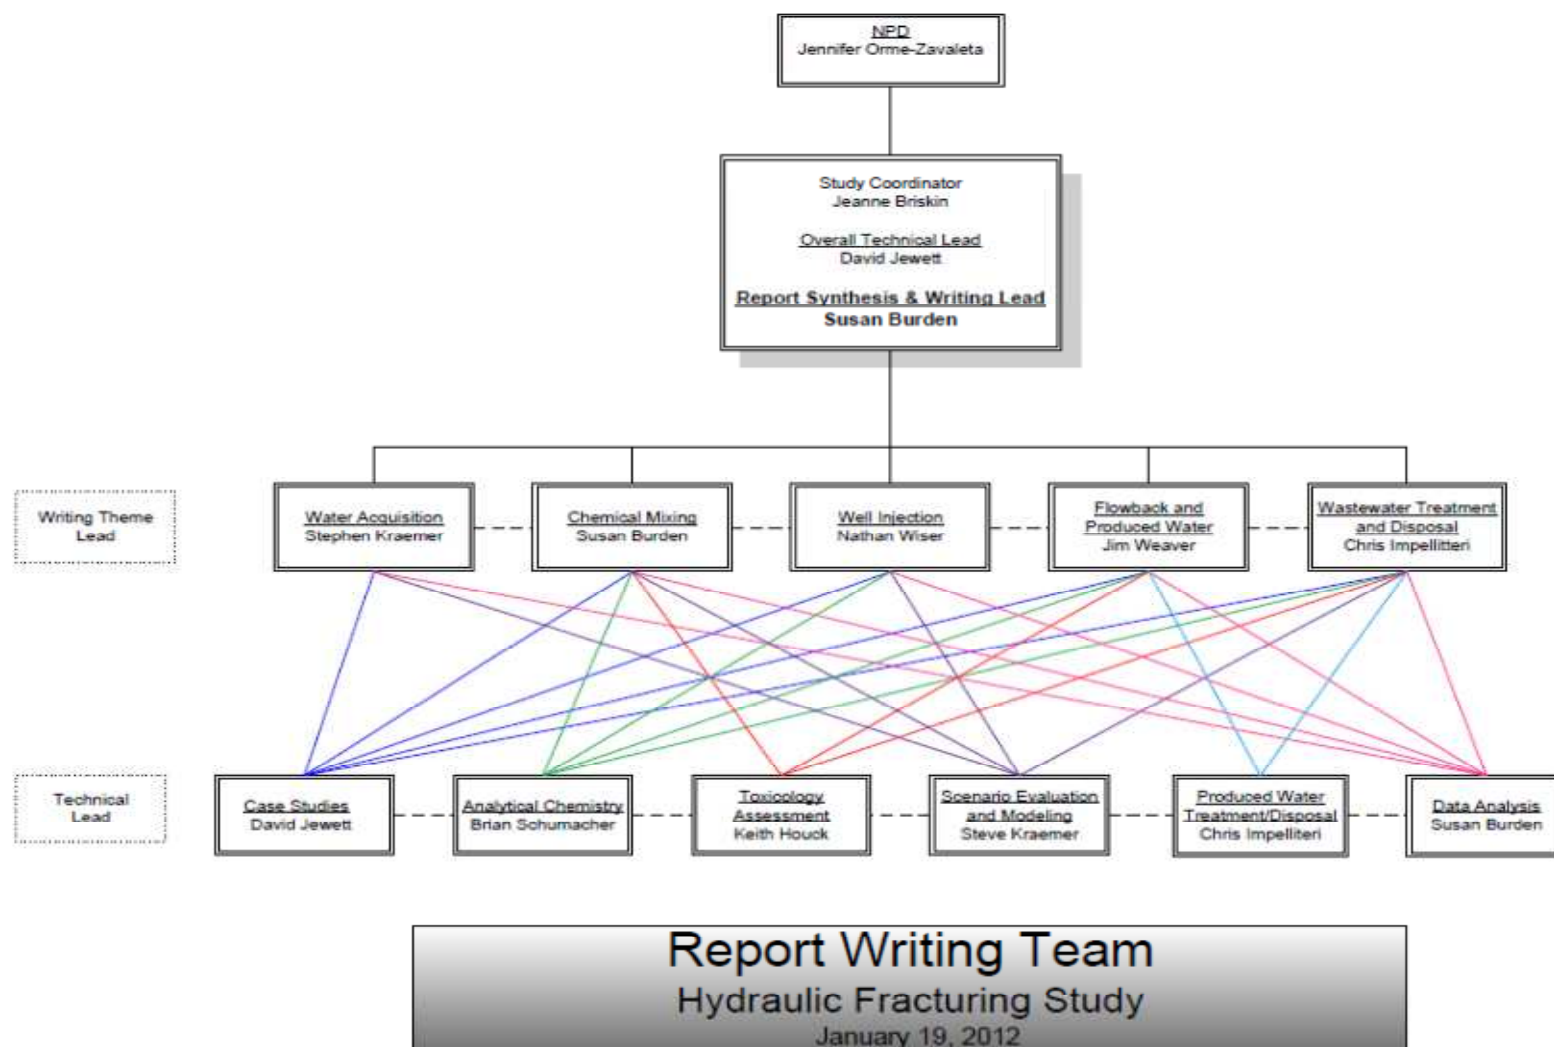 NPD
Jennifer Orme-Zavaleta
Study Coordinator
Jeanne Briskin
Overall Technical Lead
David Jewett
Report Synthesis & Writing Lead
Susan Burden
Writing Theme
Lead
Water Acquisition
Stephen Kraemer
Chemical Mixing
Susan Burden
Well Injection
Nathan Wiser
Flowback and
Produced Water
Jim Weaver
Wastewater Treatment
and Disposal
Chris Impellitteri
Technical
Lead
Case Studies
David Jewett
Analytical Chemistry
Brian Schumacher
Toxicology
Assessment
Keith Houck
Scenario Evaluation
and Modeling
Steve Kraemer
Produced Water
Treatment/Disposal
Chris Impelliteri
Data Analysis
Susan Burden
Report Writing Team
Hydraulic Fracturing Study
January 19, 2012